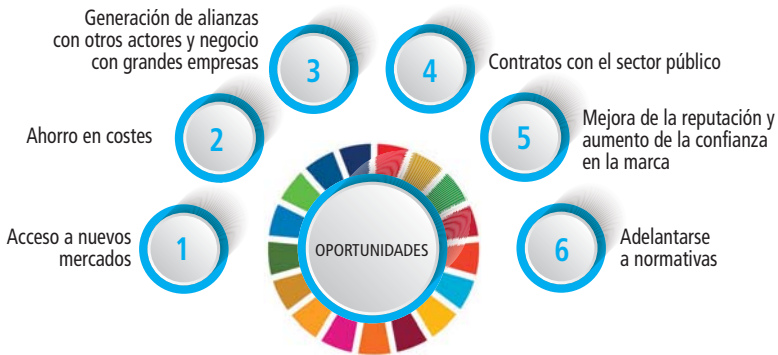 Generación de alianzas
con otros actores y negocio
con grandes empresas
3
4
Contratos con el sector público
Ahorro en costes
2
5
Mejora de la reputación y
aumento de la confianza
en la marca
Acceso a nuevos
mercados
1
OPORTUNIDADES
6
Adelantarse
a normativas